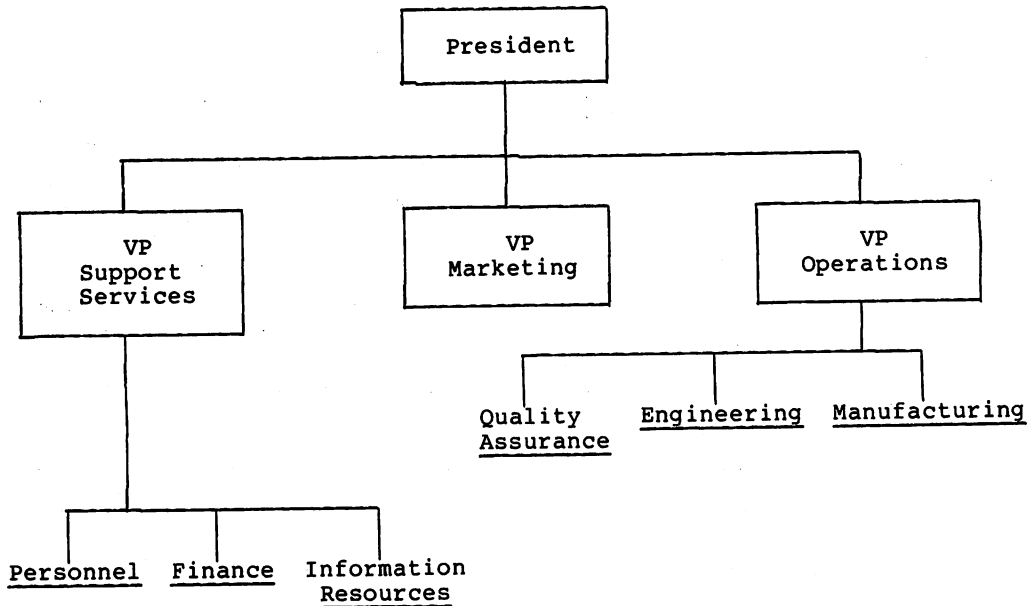 President
VP
Support
Services
VP
Marketing
VP
Operations
Quality
Assurance
Engineering
Manufacturing
Personnel
Finance
Information
Resources